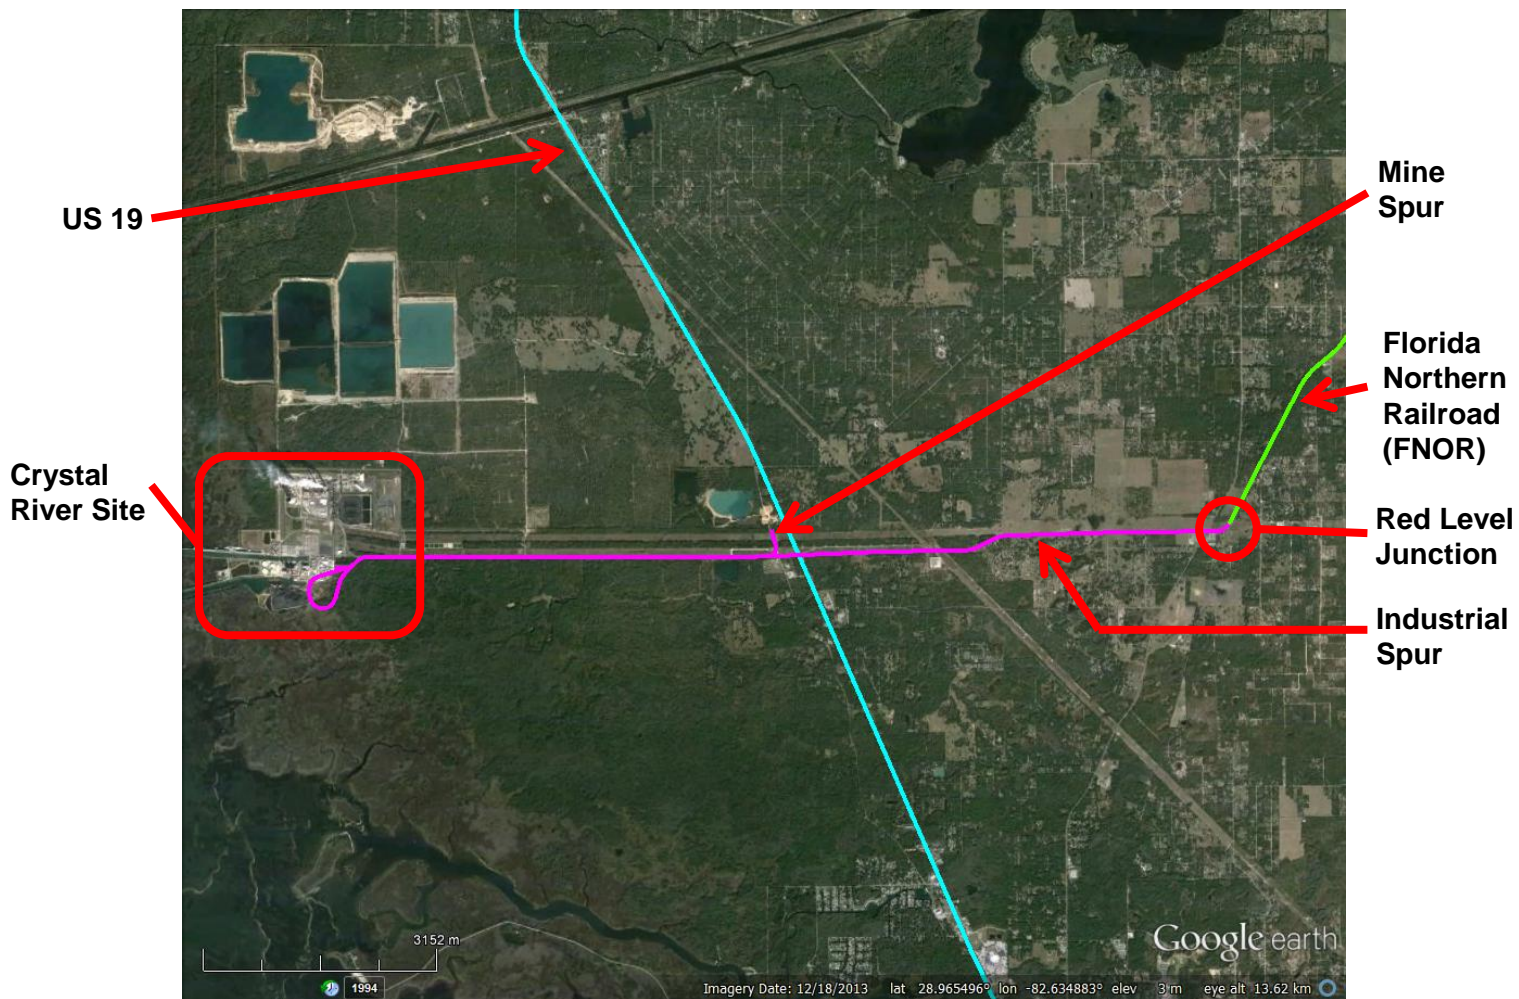 US 19
Mine
Spur
Florida
Northern
Railroad
(FNOR)
Crystal
River Site
Red Level
Junction
Industrial
Spur
3152 m
1994
Google earth
Imagery Date: 12/18/2013 lat 28.965496° lon -82.634883° elev 3 m eye alt 13.62 km